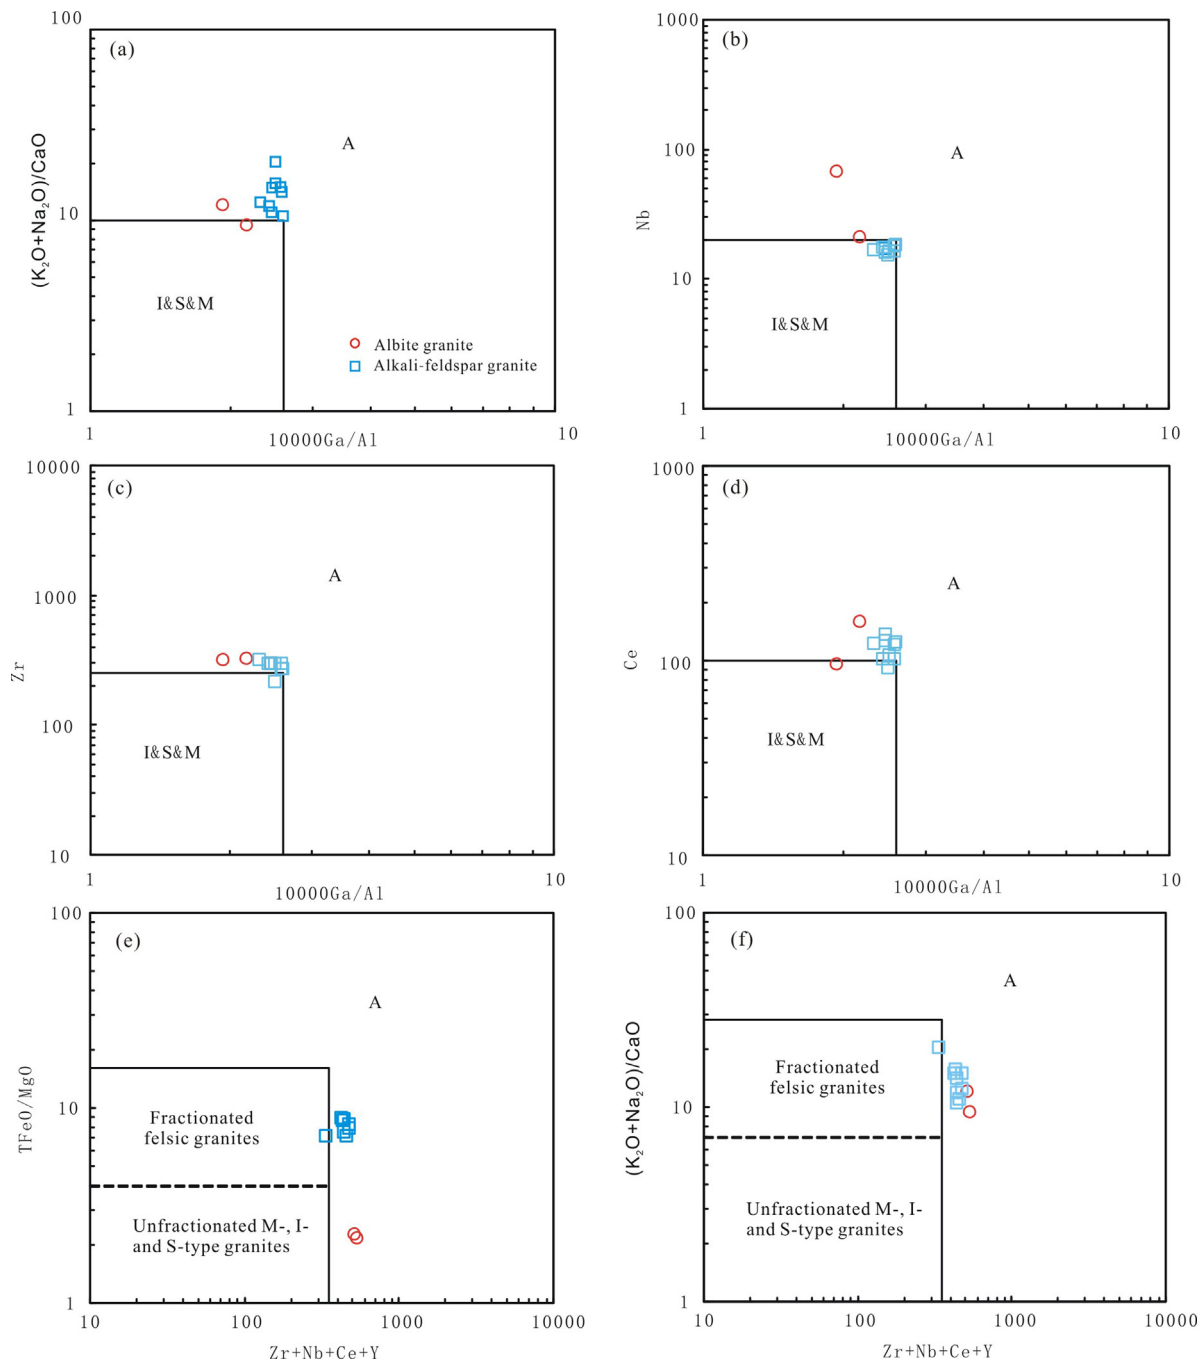 (a)
100
10
1
(K₂O+Na₂O)/CaO
A
I&S&M
Albite granite
Alkali-feldspar granite
1
10
10000Ga/Al
(b)
1000
100
10
1
Nb
A
I&S&M
1
10
10000Ga/Al
(c)
10000
1000
100
10
Zr
A
I&S&M
1
10
10000Ga/Al
(d)
1000
100
10
Ce
A
I&S&M
1
10
10000Ga/Al
(e)
100
10
1
TFeO/MgO
A
Fractionated
felsic granites
Unfractionated M-, I-
and S-type granites
10
100
1000
10000
Zr+Nb+Ce+Y
(f)
100
10
1
(K₂O+Na₂O)/CaO
A
Fractionated
felsic granites
Unfractionated M-, I-
and S-type granites
10
100
1000
10000
Zr+Nb+Ce+Y